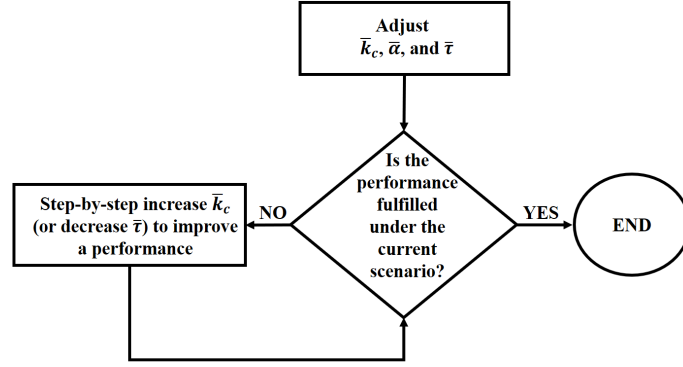 Adjust
k̅c, α̅, and τ̅
Is the
performance
fulfilled
under the
current
scenario?
NO
YES
Step-by-step increase k̅c
(or decrease τ̅) to improve
a performance
END